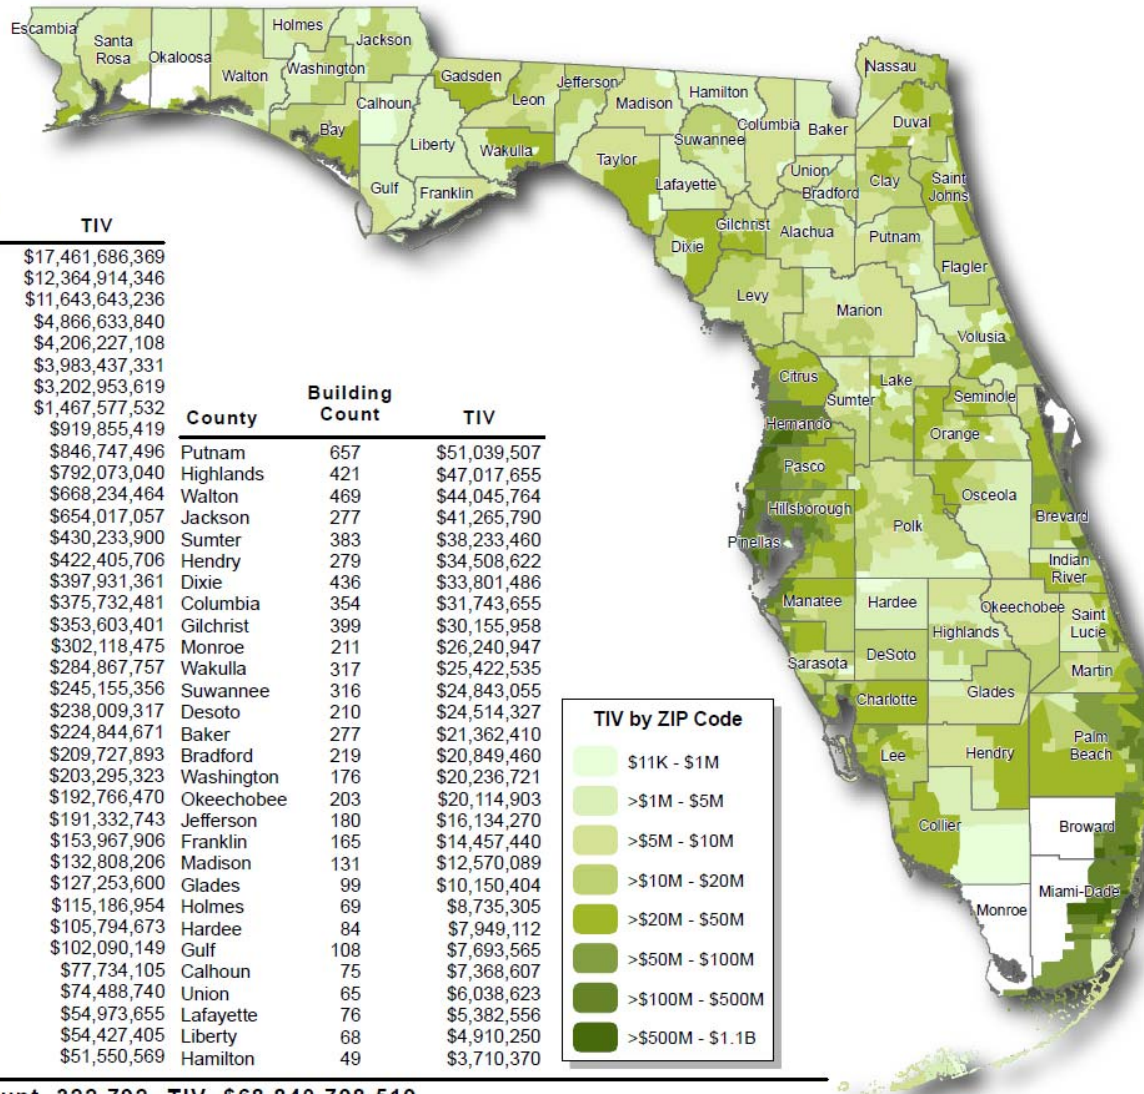 Escambia
Santa
Rosa
Okaloosa
Walton
Holmes
Washington
Jackson
Bay
Calhoun
Gulf
Liberty
Franklin
Gadsden
Leon
Wakulla
Jefferson
Madison
Taylor
Hamilton
Suwannee
Lafayette
Dixie
Columbia
Gilchrist
Baker
Union
Bradford
Alachua
Levy
Nassau
Duval
Clay
Saint
Johns
Putnam
Flagler
Marion
Volusia
Citrus
Sumter
Lake
Seminole
Hernando
Orange
Pasco
Osceola
Hillsborough
Polk
Pinellas
Brevard
Indian
River
Manatee
Hardee
Okeechobee
Saint
Lucie
Highlands
Sarasota
DeSoto
Martin
Charlotte
Glades
Lee
Hendry
Palm
Beach
Collier
Broward
Miami-Dade
Monroe
TIV
$17,461,686,369
$12,364,914,346
$11,643,643,236
$4,866,633,840
$4,206,227,108
$3,983,437,331
$3,202,953,619
$1,467,577,532
$919,855,419
$846,747,496
$792,073,040
$668,234,464
$654,017,057
$430,233,900
$422,405,706
$397,931,361
$375,732,481
$353,603,401
$302,118,475
$284,867,757
$245,155,356
$238,009,317
$224,844,671
$209,727,893
$203,295,323
$192,766,470
$191,332,743
$153,967,906
$132,808,206
$127,253,600
$115,186,954
$105,794,673
$102,090,149
$77,734,105
$74,488,740
$54,973,655
$54,427,405
$51,550,569
County Building Count TIV
Putnam 657 $51,039,507
Highlands 421 $47,017,655
Walton 469 $44,045,764
Jackson 277 $41,265,790
Sumter 383 $38,233,460
Hendry 279 $34,508,622
Dixie 436 $33,801,486
Columbia 354 $31,743,655
Gilchrist 399 $30,155,958
Monroe 211 $26,240,947
Wakulla 317 $25,422,535
Suwannee 316 $24,843,055
Desoto 210 $24,514,327
Baker 277 $21,362,410
Bradford 219 $20,849,460
Washington 176 $20,236,721
Okeechobee 203 $20,114,903
Jefferson 180 $16,134,270
Franklin 165 $14,457,440
Madison 131 $12,570,089
Glades 99 $10,150,404
Holmes 69 $8,735,305
Hardee 84 $7,949,112
Gulf 108 $7,693,565
Calhoun 75 $7,368,607
Union 65 $6,038,623
Lafayette 76 $5,382,556
Liberty 68 $4,910,250
Hamilton 49 $3,710,370
TIV by ZIP Code
$11K - $1M
>$1M - $5M
>$5M - $10M
>$10M - $20M
>$20M - $50M
>$50M - $100M
>$100M - $500M
>$500M - $1.1B